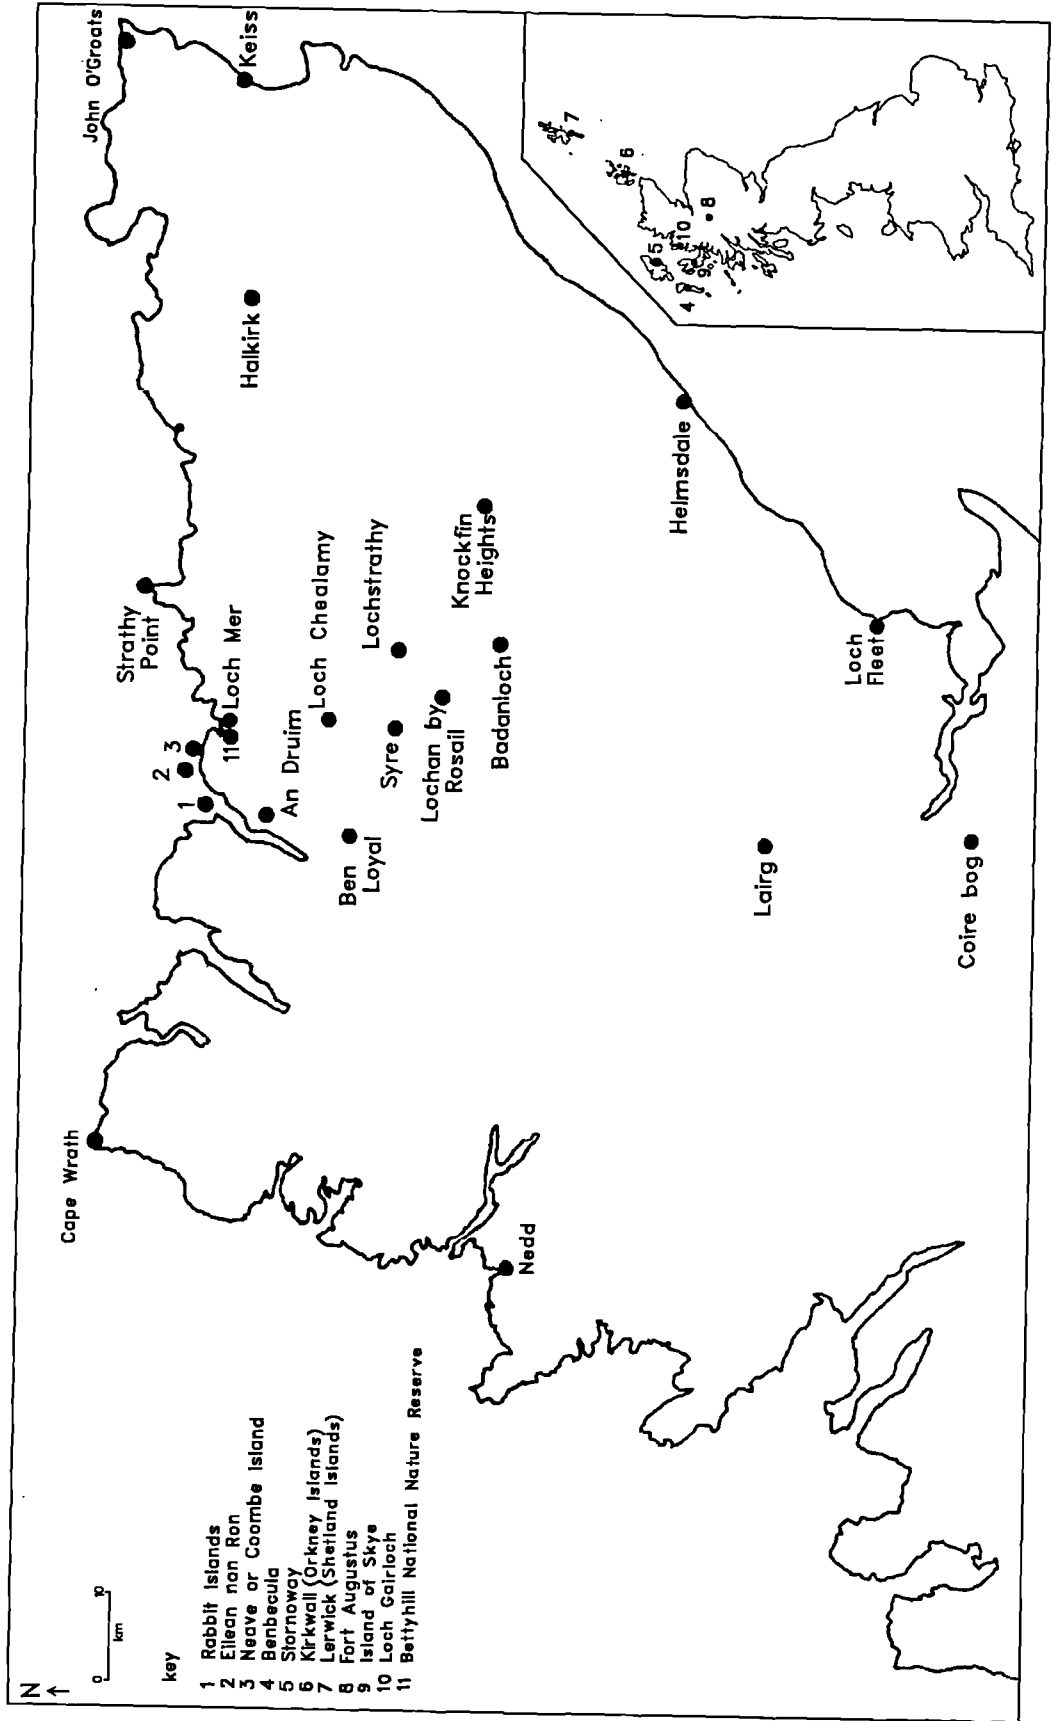 N
0 10
km
key
1 Rabbit Islands
2 Eilean nan Ron
3 Neave or Coombe Island
4 Benbecula
5 Stornoway
6 Kirkwall (Orkney Islands)
7 Lerwick (Shetland Islands)
8 Fort Augustus
9 Island of Skye
10 Loch Gairloch
11 Bettyhill National Nature Reserve
Cape Wrath
Nedd
1
2
3
11
Loch Mer
An Druim
Ben
Loyal
Strathy
Point
Loch Chealamy
Syre
Lochstrathy
Lochan by
Rosail
Badanloch
Knockfin
Heights
Lairg
Coire bog
Loch
Fleet
Helmsdale
Halkirk
John O'Groats
Keiss
4
5
6
7
8
9
10